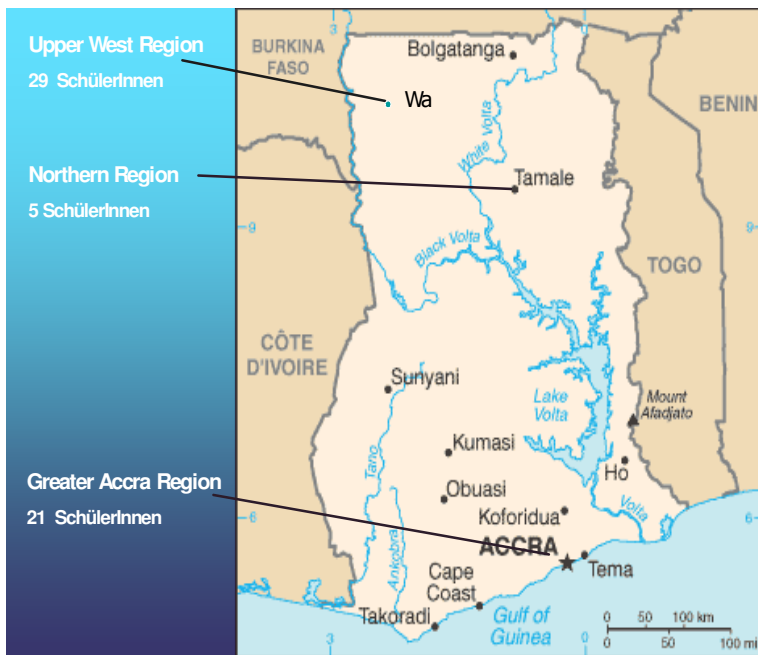 Upper West Region
29 SchülerInnen
Northern Region
5 SchülerInnen
Greater Accra Region
21 SchülerInnen
3
0
BURKINA
FASO
Bolgatanga
Wa
BENIN
White Volta
Tamale
9
9
Black Volta
TOGO
CÔTE
D'IVOIRE
Sunyani
Lake
Volta
Mount
Afadjato
Kumasi
Tano
Ho
Obuasi
Koforidua
Volta
6
6
ACCRA
Ankobra
Tema
Cape
Coast
Takoradi
Gulf of
Guinea
0 50 100 km
0 50 100 mi
3
0